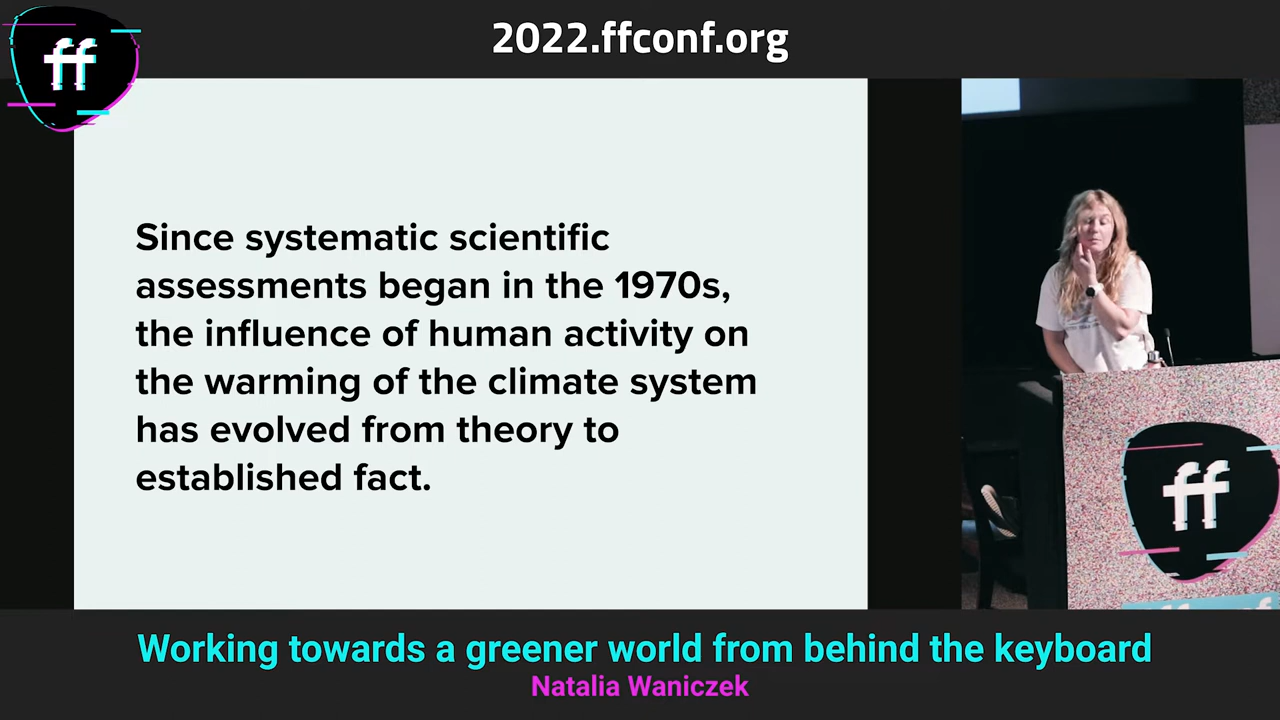 ff
2022.ffconf.org
Since systematic scientific
assessments began in the 1970s,
the influence of human activity on
the warming of the climate system
has evolved from theory to
established fact.
ff
Working towards a greener world from behind the keyboard
Natalia Waniczek